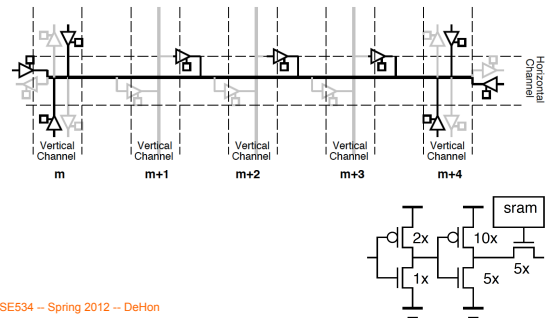 Horizontal
Channel
Vertical
Channel
m
Vertical
Channel
m+1
Vertical
Channel
m+2
Vertical
Channel
m+3
Vertical
Channel
m+4
sram
2x
10x
1x
5x
5x
SE534 -- Spring 2012 -- DeHon